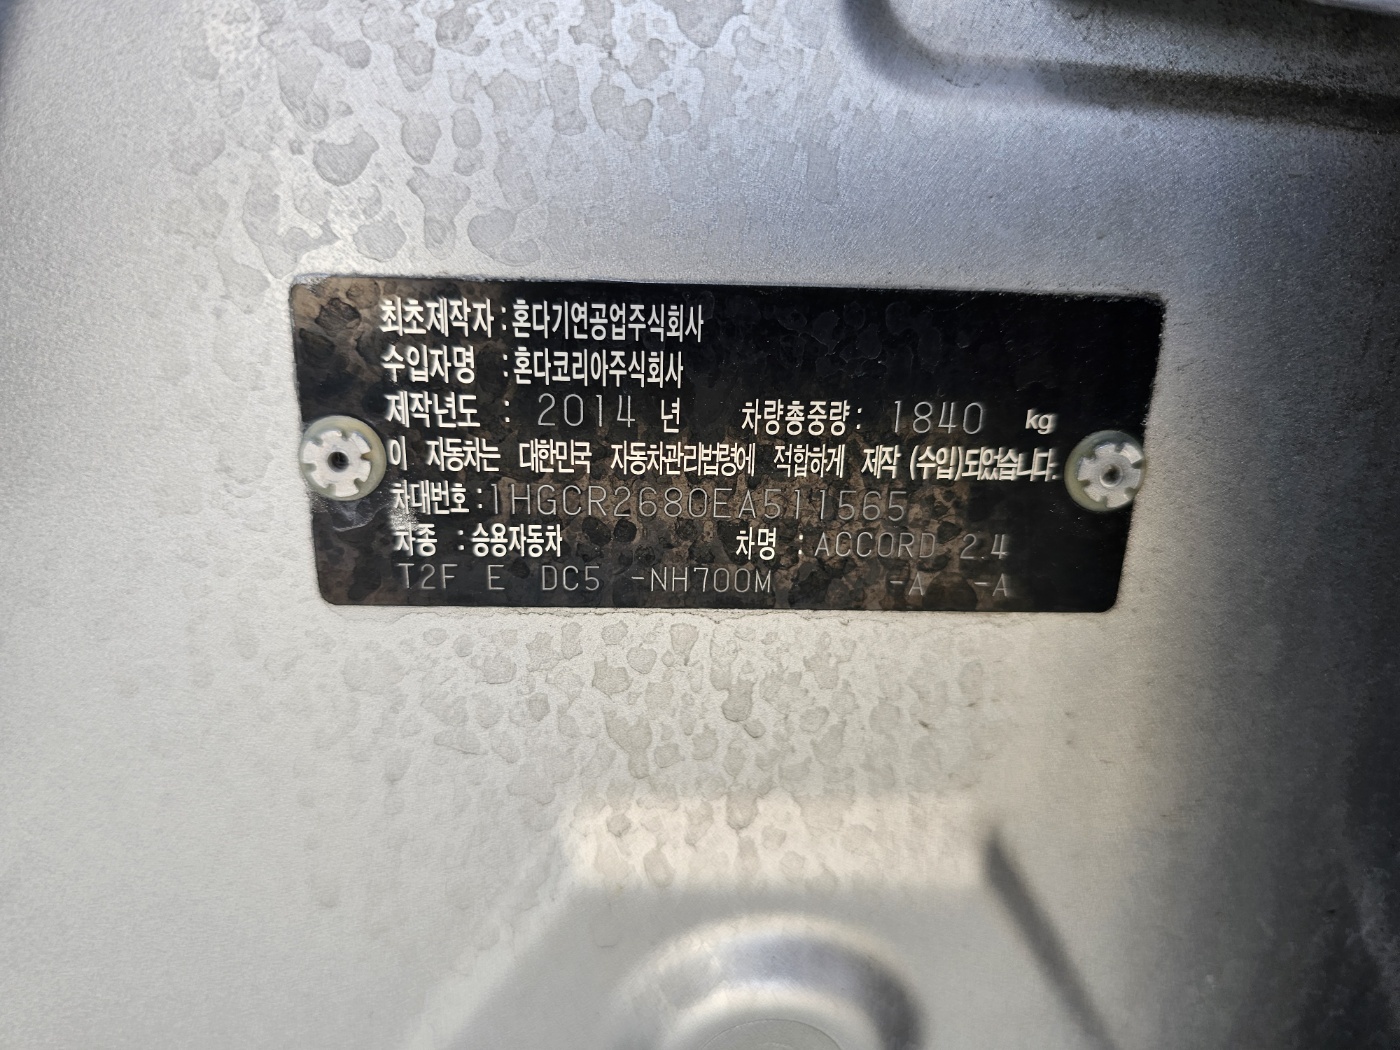 최초제작자 : 혼다기연공업주식회사
수입자명 : 혼다코리아주식회사
제작년도 : 2014 년 차량총중량 : 1840 kg
이 자동차는 대한민국 자동차관리법령에 적합하게 제작 (수입)되었습니다.
차대번호 : 1HGCR2680EA511565
차종 : 승용자동차 차명 : ACCORD 2.4
T2F E DC5 -NH700M -A -A